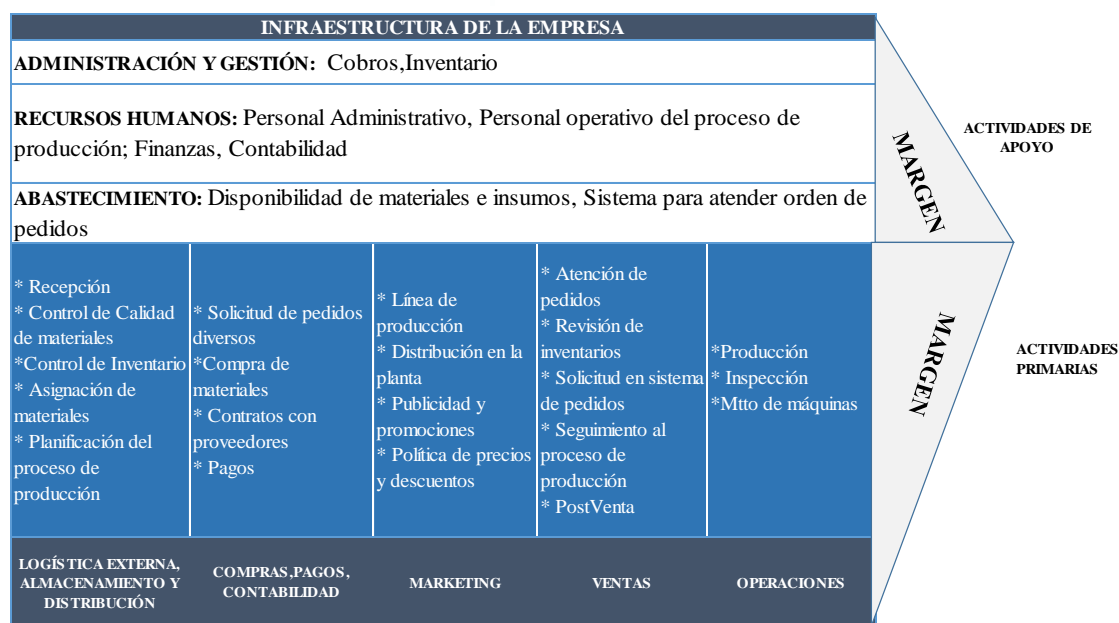 INFRAESTRUCTURA DE LA EMPRESA
ADMINISTRACIÓN Y GESTIÓN: Cobros,Inventario
RECURSOS HUMANOS: Personal Administrativo, Personal operativo del proceso de
producción; Finanzas, Contabilidad
ABASTECIMIENTO: Disponibilidad de materiales e insumos, Sistema para atender orden de
pedidos
MARGEN
ACTIVIDADES DE
APOYO
* Recepción
* Control de Calidad
de materiales
*Control de Inventario
* Asignación de
materiales
* Planificación del
proceso de
producción
* Solicitud de pedidos
diversos
*Compra de
materiales
* Contratos con
proveedores
* Pagos
* Línea de
producción
* Distribución en la
planta
* Publicidad y
promociones
* Política de precios
y descuentos
* Atención de
pedidos
* Revisión de
inventarios
* Solicitud en sistema
de pedidos
* Seguimiento al
proceso de
producción
* PostVenta
*Producción
* Inspección
*Mtto de máquinas
MARGEN
ACTIVIDADES
PRIMARIAS
LOGÍSTICA EXTERNA,
ALMACENAMIENTO Y
DISTRIBUCIÓN
COMPRAS,PAGOS,
CONTABILIDAD
MARKETING
VENTAS
OPERACIONES